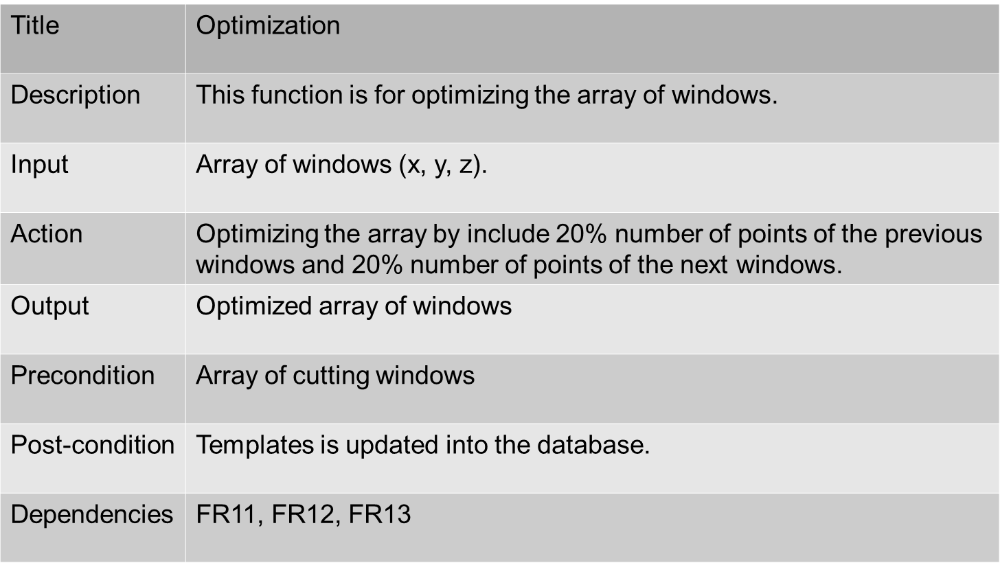 Title Optimization
Description This function is for optimizing the array of windows.
Input Array of windows (x, y, z).
Action Optimizing the array by include 20% number of points of the previous
windows and 20% number of points of the next windows.
Output Optimized array of windows
Precondition Array of cutting windows
Post-condition Templates is updated into the database.
Dependencies FR11, FR12, FR13